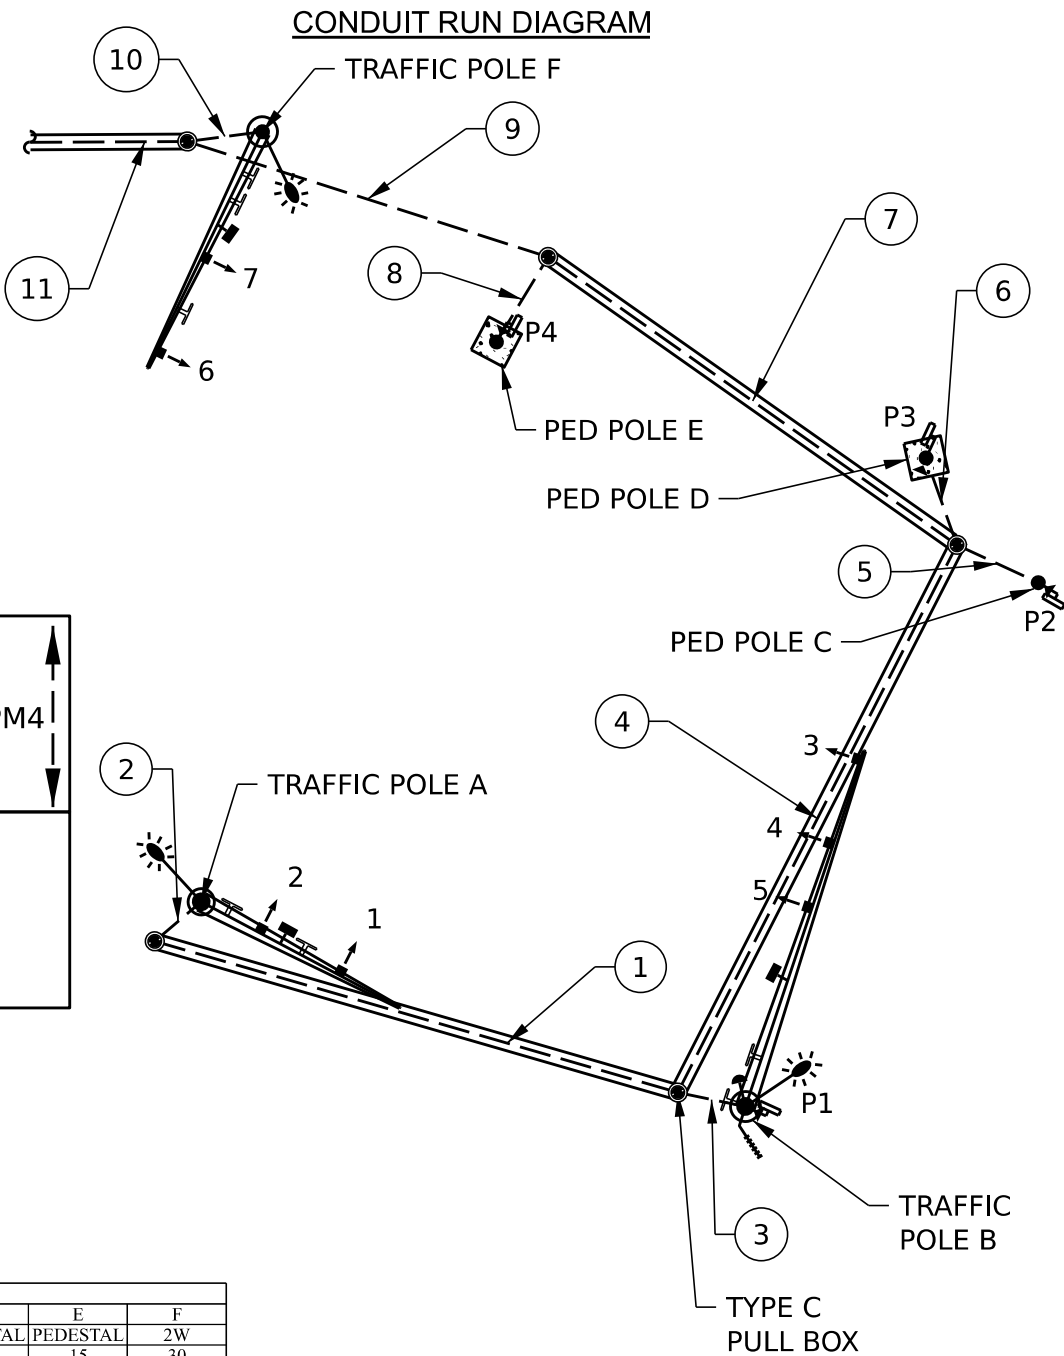 CONDUIT RUN DIAGRAM
10
TRAFFIC POLE F
9
7
11
7
8
6
P4
6
P3
PED POLE E
PED POLE D
5
P2
PED POLE C
PM4
4
3
2
TRAFFIC POLE A
4
2
5
1
1
P1
TRAFFIC
POLE B
3
TYPE C
PULL BOX
E F
PEDESTAL 2W
15 30